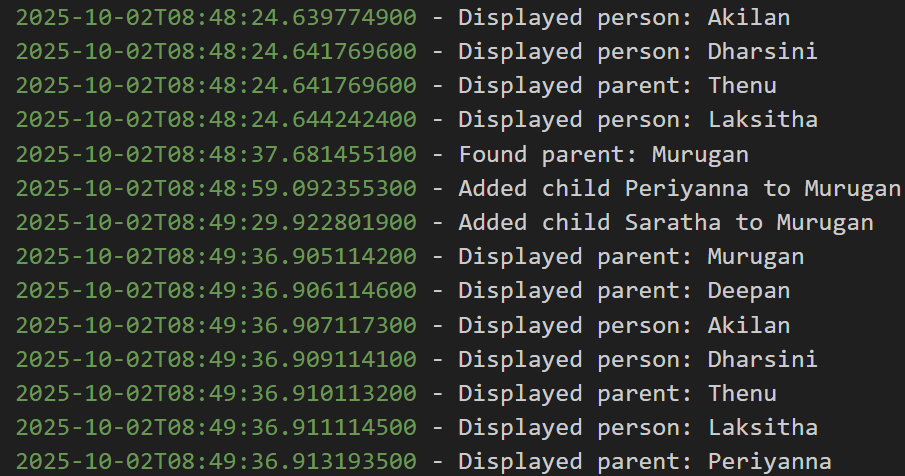 2025-10-02T08:48:24.639774900 - Displayed person: Akilan
2025-10-02T08:48:24.641769600 - Displayed person: Dharsini
2025-10-02T08:48:24.641769600 - Displayed parent: Thenu
2025-10-02T08:48:24.644242400 - Displayed person: Laksitha
2025-10-02T08:48:37.681455100 - Found parent: Murugan
2025-10-02T08:48:59.092355300 - Added child Periyanna to Murugan
2025-10-02T08:49:29.922801900 - Added child Saratha to Murugan
2025-10-02T08:49:36.905114200 - Displayed parent: Murugan
2025-10-02T08:49:36.906114600 - Displayed parent: Deepan
2025-10-02T08:49:36.907117300 - Displayed person: Akilan
2025-10-02T08:49:36.909114100 - Displayed person: Dharsini
2025-10-02T08:49:36.910113200 - Displayed parent: Thenu
2025-10-02T08:49:36.911114500 - Displayed person: Laksitha
2025-10-02T08:49:36.913193500 - Displayed parent: Periyanna